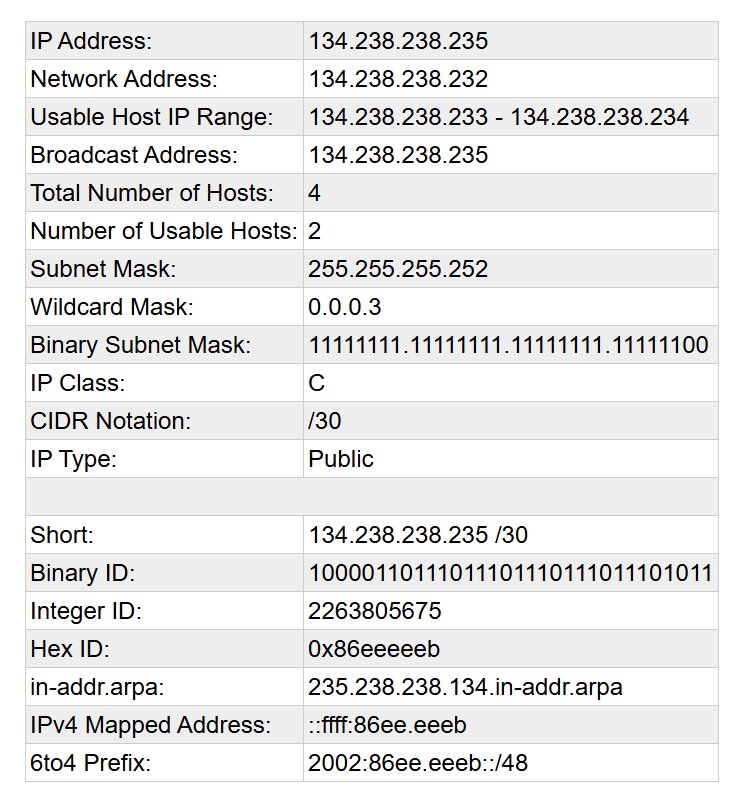 IP Address: 134.238.238.235
Network Address: 134.238.238.232
Usable Host IP Range: 134.238.238.233 - 134.238.238.234
Broadcast Address: 134.238.238.235
Total Number of Hosts: 4
Number of Usable Hosts: 2
Subnet Mask: 255.255.255.252
Wildcard Mask: 0.0.0.3
Binary Subnet Mask: 11111111.11111111.11111111.11111100
IP Class: C
CIDR Notation: /30
IP Type: Public
Short: 134.238.238.235 /30
Binary ID: 10000110111011101110111011101011
Integer ID: 2263805675
Hex ID: 0x86eeeeeb
in-addr.arpa: 235.238.238.134.in-addr.arpa
IPv4 Mapped Address: ::ffff:86ee.eeeb
6to4 Prefix: 2002:86ee.eeeb::/48